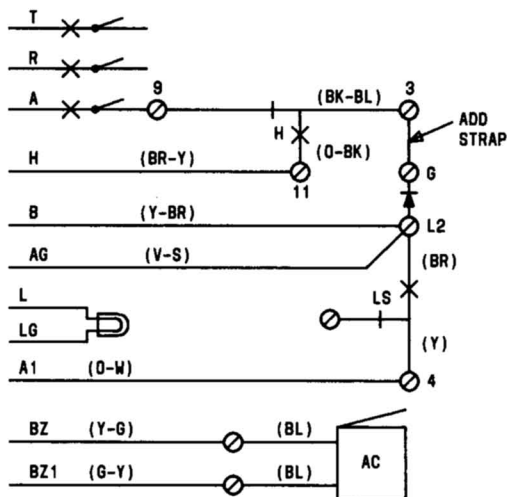 T
R
A
9
(BK-BL)
3
ADD
STRAP
H
(O-BK)
H
(BR-Y)
11
G
B
(Y-BR)
L2
AG
(V-S)
(BR)
L
LS
LG
(Y)
A1
(O-W)
4
BZ
(Y-G)
(BL)
BZ1
(G-Y)
(BL)
AC